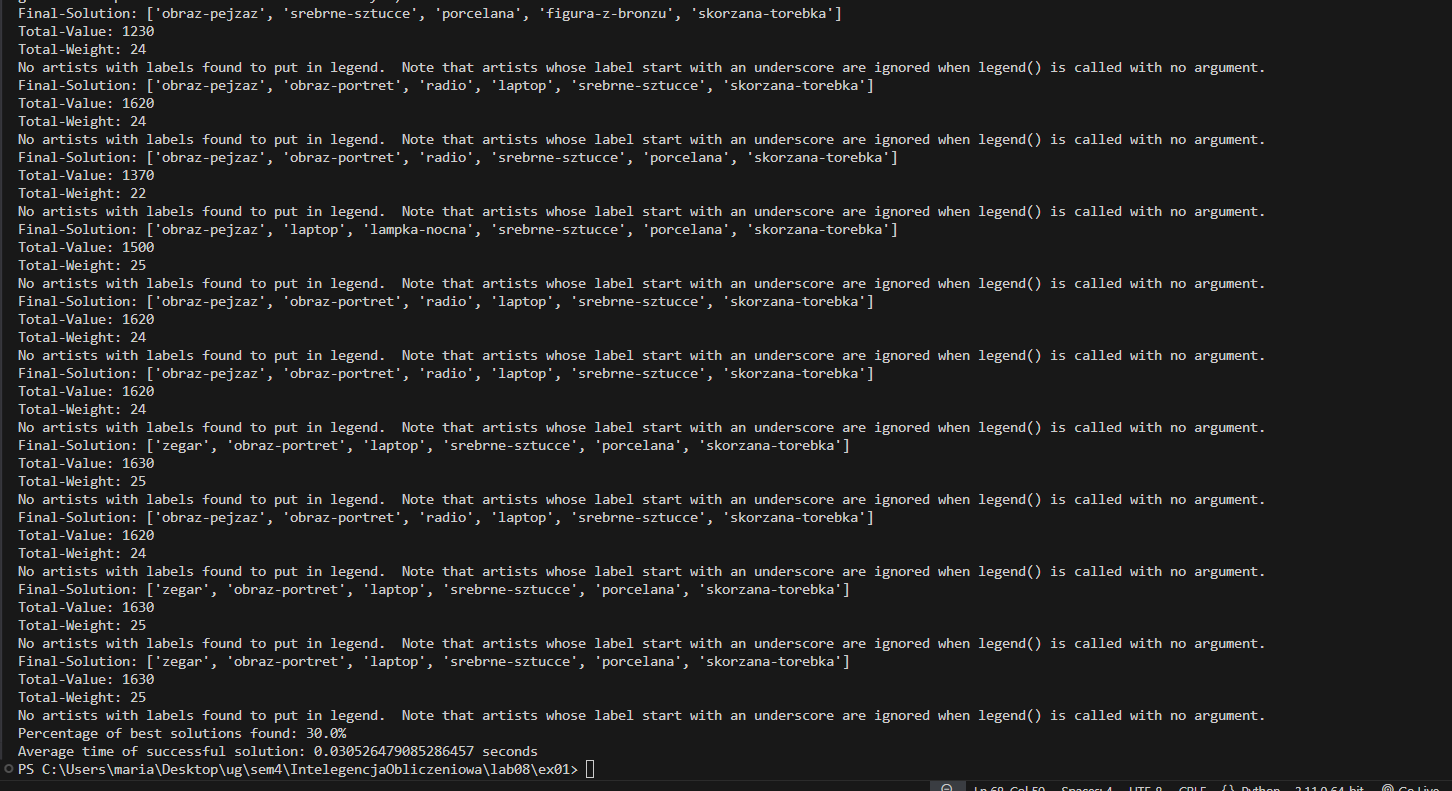 Final-Solution: ['obraz-pejzaz', 'srebrne-sztucce', 'porcelana', 'figura-z-bronzu', 'skorzana-torebka']
Total-Value: 1230
Total-Weight: 24
No artists with labels found to put in legend.  Note that artists whose label start with an underscore are ignored when legend() is called with no argument.
Final-Solution: ['obraz-pejzaz', 'obraz-portret', 'radio', 'laptop', 'srebrne-sztucce', 'skorzana-torebka']
Total-Value: 1620
Total-Weight: 24
No artists with labels found to put in legend.  Note that artists whose label start with an underscore are ignored when legend() is called with no argument.
Final-Solution: ['obraz-pejzaz', 'obraz-portret', 'radio', 'srebrne-sztucce', 'porcelana', 'skorzana-torebka']
Total-Value: 1370
Total-Weight: 22
No artists with labels found to put in legend.  Note that artists whose label start with an underscore are ignored when legend() is called with no argument.
Final-Solution: ['obraz-pejzaz', 'laptop', 'lampka-nocna', 'srebrne-sztucce', 'porcelana', 'skorzana-torebka']
Total-Value: 1500
Total-Weight: 25
No artists with labels found to put in legend.  Note that artists whose label start with an underscore are ignored when legend() is called with no argument.
Final-Solution: ['obraz-pejzaz', 'obraz-portret', 'radio', 'laptop', 'srebrne-sztucce', 'skorzana-torebka']
Total-Value: 1620
Total-Weight: 24
No artists with labels found to put in legend.  Note that artists whose label start with an underscore are ignored when legend() is called with no argument.
Final-Solution: ['obraz-pejzaz', 'obraz-portret', 'radio', 'laptop', 'srebrne-sztucce', 'skorzana-torebka']
Total-Value: 1620
Total-Weight: 24
No artists with labels found to put in legend.  Note that artists whose label start with an underscore are ignored when legend() is called with no argument.
Final-Solution: ['zegar', 'obraz-portret', 'laptop', 'srebrne-sztucce', 'porcelana', 'skorzana-torebka']
Total-Value: 1630
Total-Weight: 25
No artists with labels found to put in legend.  Note that artists whose label start with an underscore are ignored when legend() is called with no argument.
Final-Solution: ['obraz-pejzaz', 'obraz-portret', 'radio', 'laptop', 'srebrne-sztucce', 'skorzana-torebka']
Total-Value: 1620
Total-Weight: 24
No artists with labels found to put in legend.  Note that artists whose label start with an underscore are ignored when legend() is called with no argument.
Final-Solution: ['zegar', 'obraz-portret', 'laptop', 'srebrne-sztucce', 'porcelana', 'skorzana-torebka']
Total-Value: 1630
Total-Weight: 25
No artists with labels found to put in legend.  Note that artists whose label start with an underscore are ignored when legend() is called with no argument.
Final-Solution: ['zegar', 'obraz-portret', 'laptop', 'srebrne-sztucce', 'porcelana', 'skorzana-torebka']
Total-Value: 1630
Total-Weight: 25
No artists with labels found to put in legend.  Note that artists whose label start with an underscore are ignored when legend() is called with no argument.
Percentage of best solutions found: 30.0%
Average time of successful solution: 0.030526479085286457 seconds
PS C:\Users\maria\Desktop\ug\sem4\IntelegencjaObliczeniowa\lab08\ex01>
Spaces: 4 UTF-8 CRLF {} Python 3.11.0 64-bit Go Live